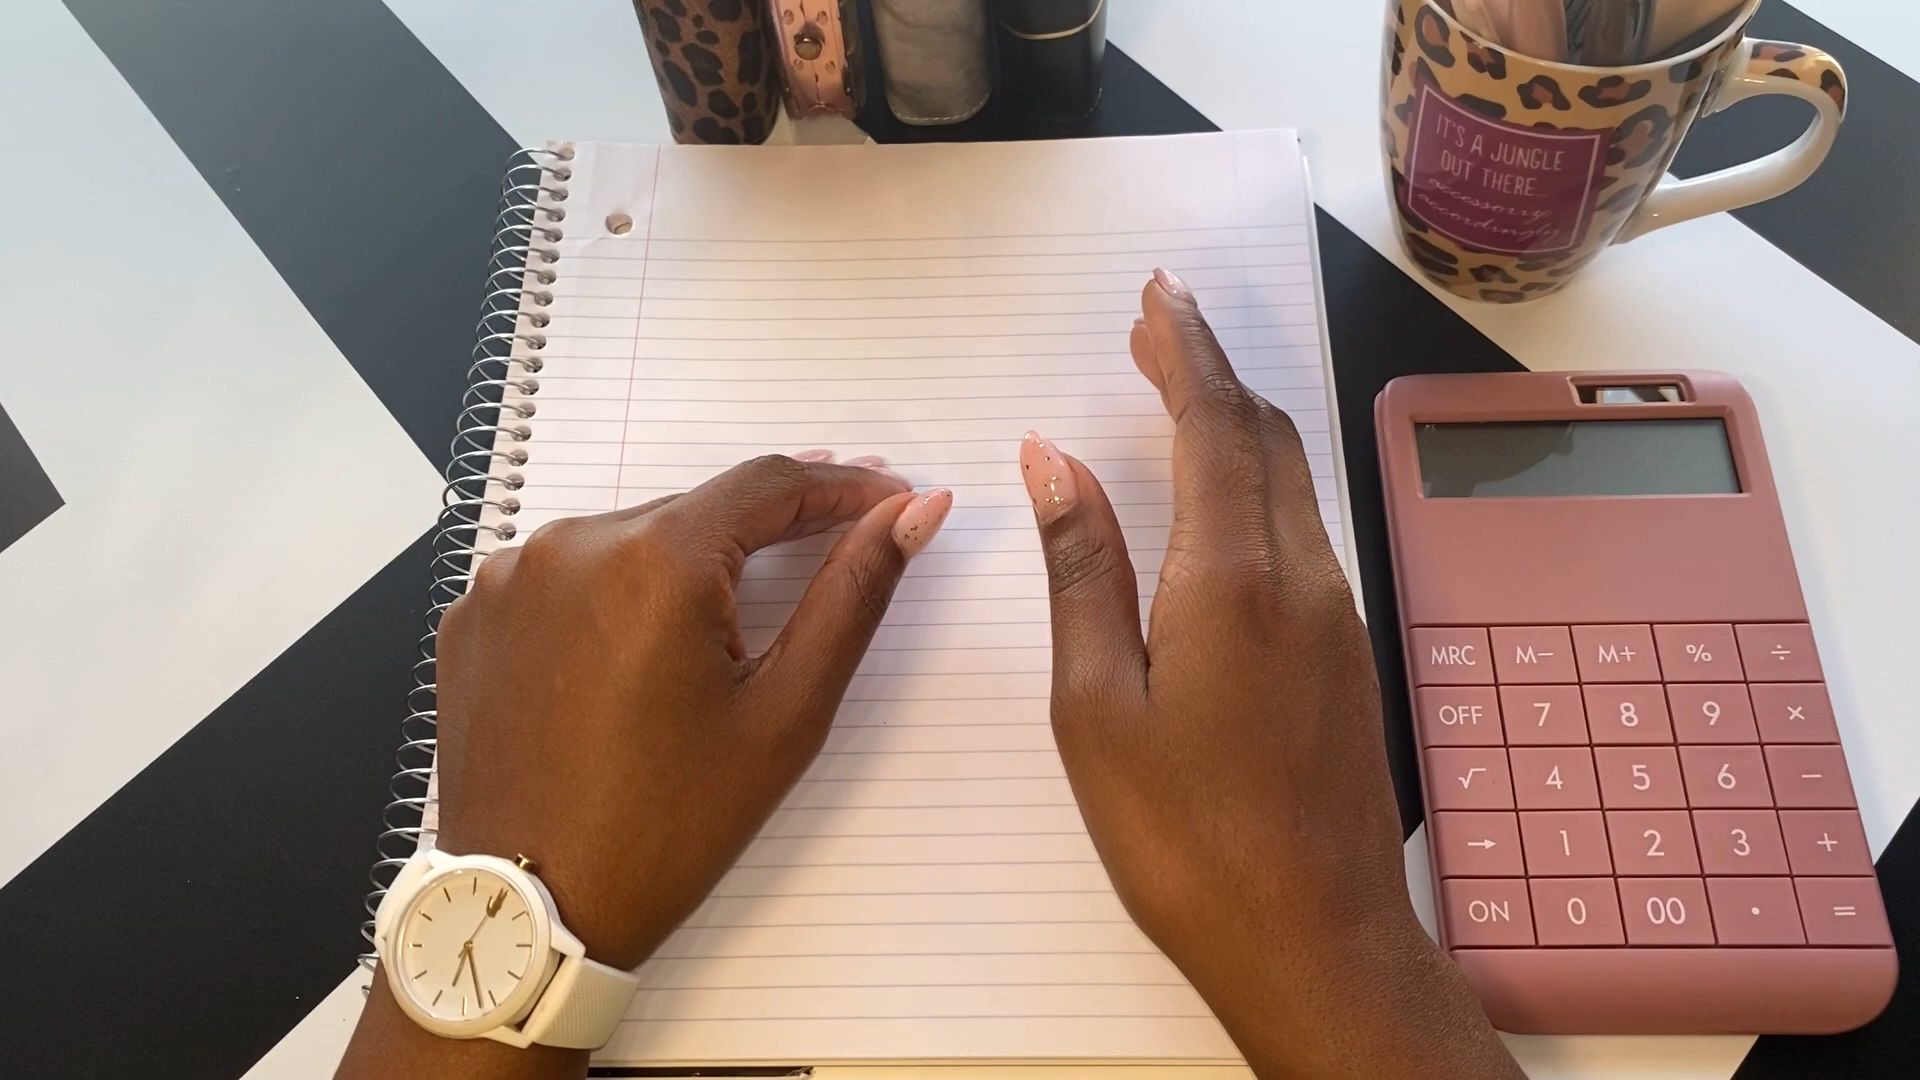 IT'S A JUNGLE
OUT THERE
accessorize
accordingly
MRC M− M+ % ÷
OFF 7 8 9 ×
√ 4 5 6 −
→ 1 2 3 +
ON 0 00 . =